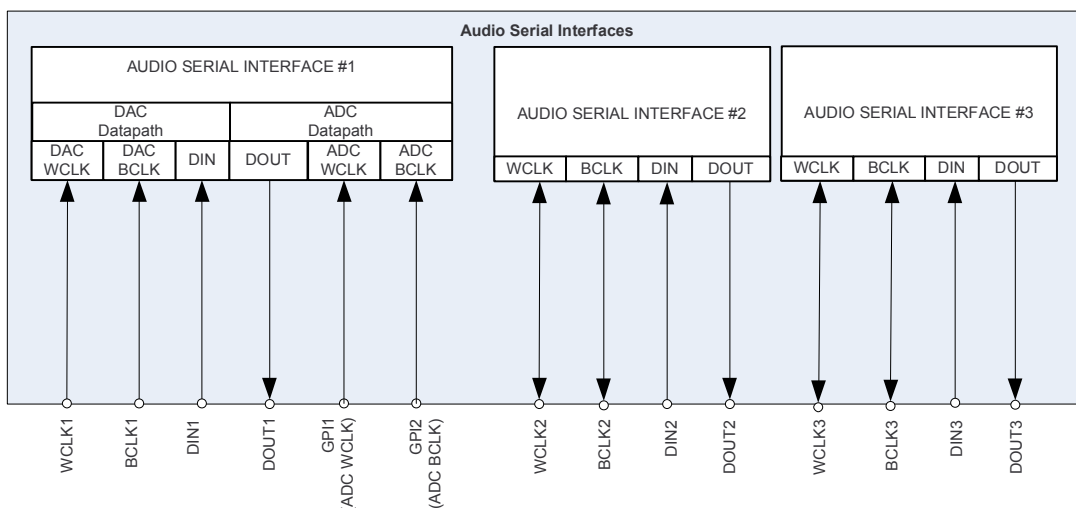 Audio Serial Interfaces
AUDIO SERIAL INTERFACE #1
DAC
Datapath
ADC
Datapath
DAC
WCLK
DAC
BCLK
DIN
DOUT
ADC
WCLK
ADC
BCLK
AUDIO SERIAL INTERFACE #2
WCLK
BCLK
DIN
DOUT
AUDIO SERIAL INTERFACE #3
WCLK
BCLK
DIN
DOUT
WCLK1
BCLK1
DIN1
DOUT1
GPI1
(ADC WCLK)
GPI2
(ADC BCLK)
WCLK2
BCLK2
DIN2
DOUT2
WCLK3
BCLK3
DIN3
DOUT3